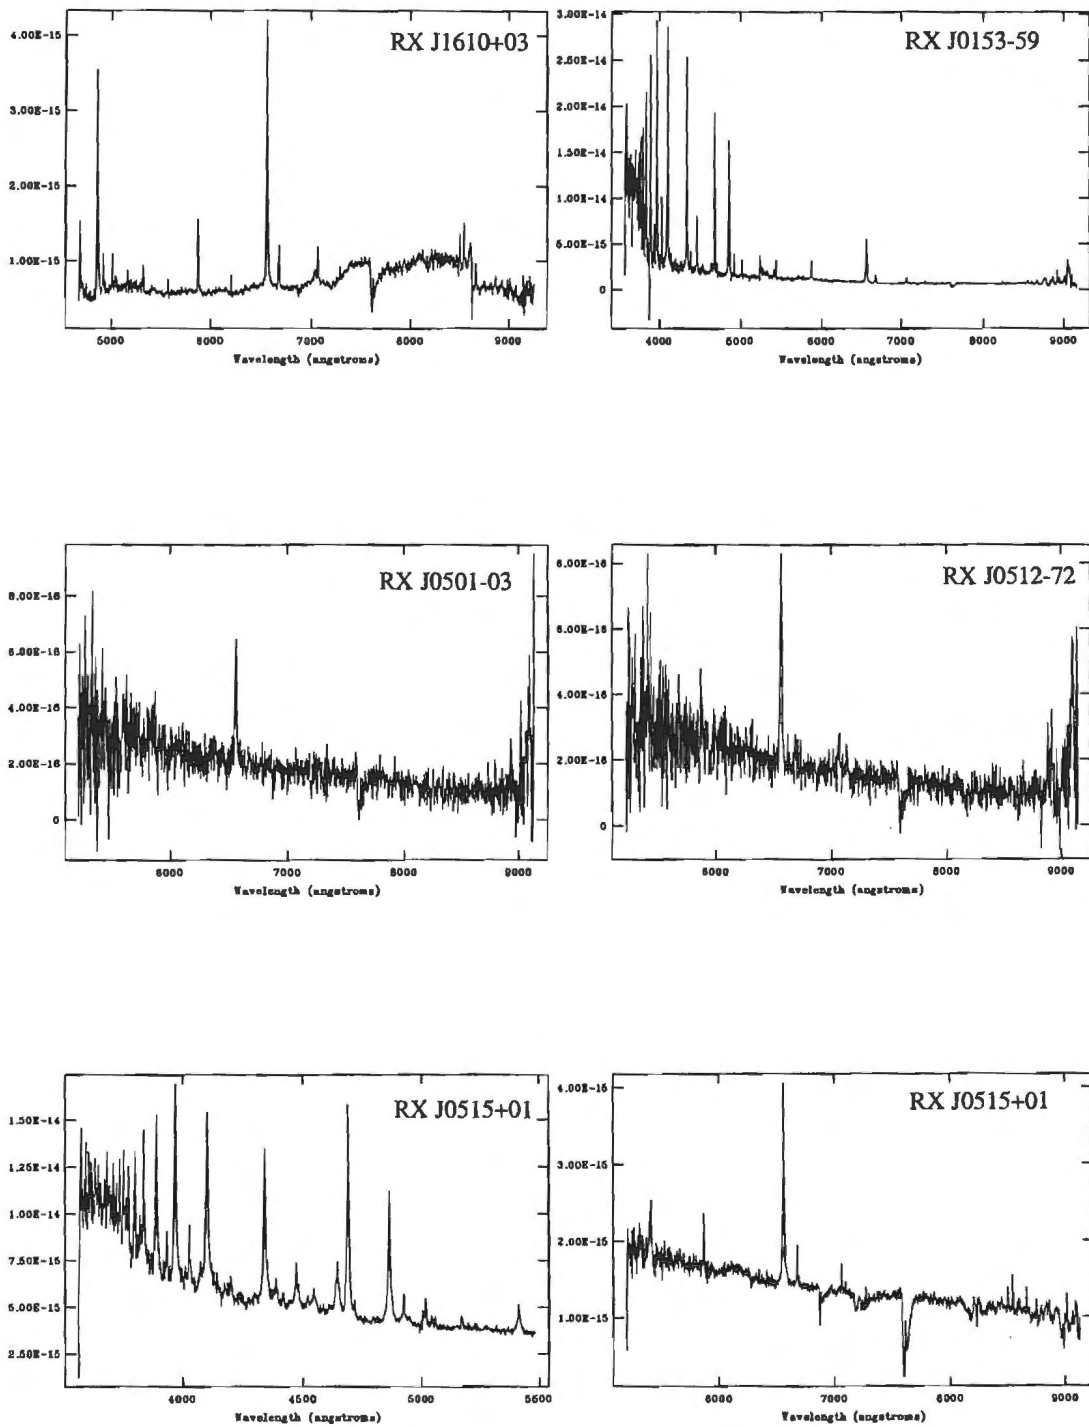 RX J1610+03
4.00E-15
3.00E-15
2.00E-15
1.00E-15
5000 6000 7000 8000 9000
Wavelength (angstroms)
RX J0153-59
3.00E-14
2.50E-14
2.00E-14
1.50E-14
1.00E-14
5.00E-15
0
4000 5000 6000 7000 8000 9000
Wavelength (angstroms)
RX J0501-03
8.00E-16
6.00E-16
4.00E-16
2.00E-16
0
6000 7000 8000 9000
Wavelength (angstroms)
RX J0512-72
8.00E-16
6.00E-16
4.00E-16
2.00E-16
0
6000 7000 8000 9000
Wavelength (angstroms)
RX J0515+01
1.50E-14
1.25E-14
1.00E-14
7.50E-15
5.00E-15
2.50E-15
4000 4500 5000 5500
Wavelength (angstroms)
RX J0515+01
4.00E-15
3.00E-15
2.00E-15
1.00E-15
6000 7000 8000 9000
Wavelength (angstroms)